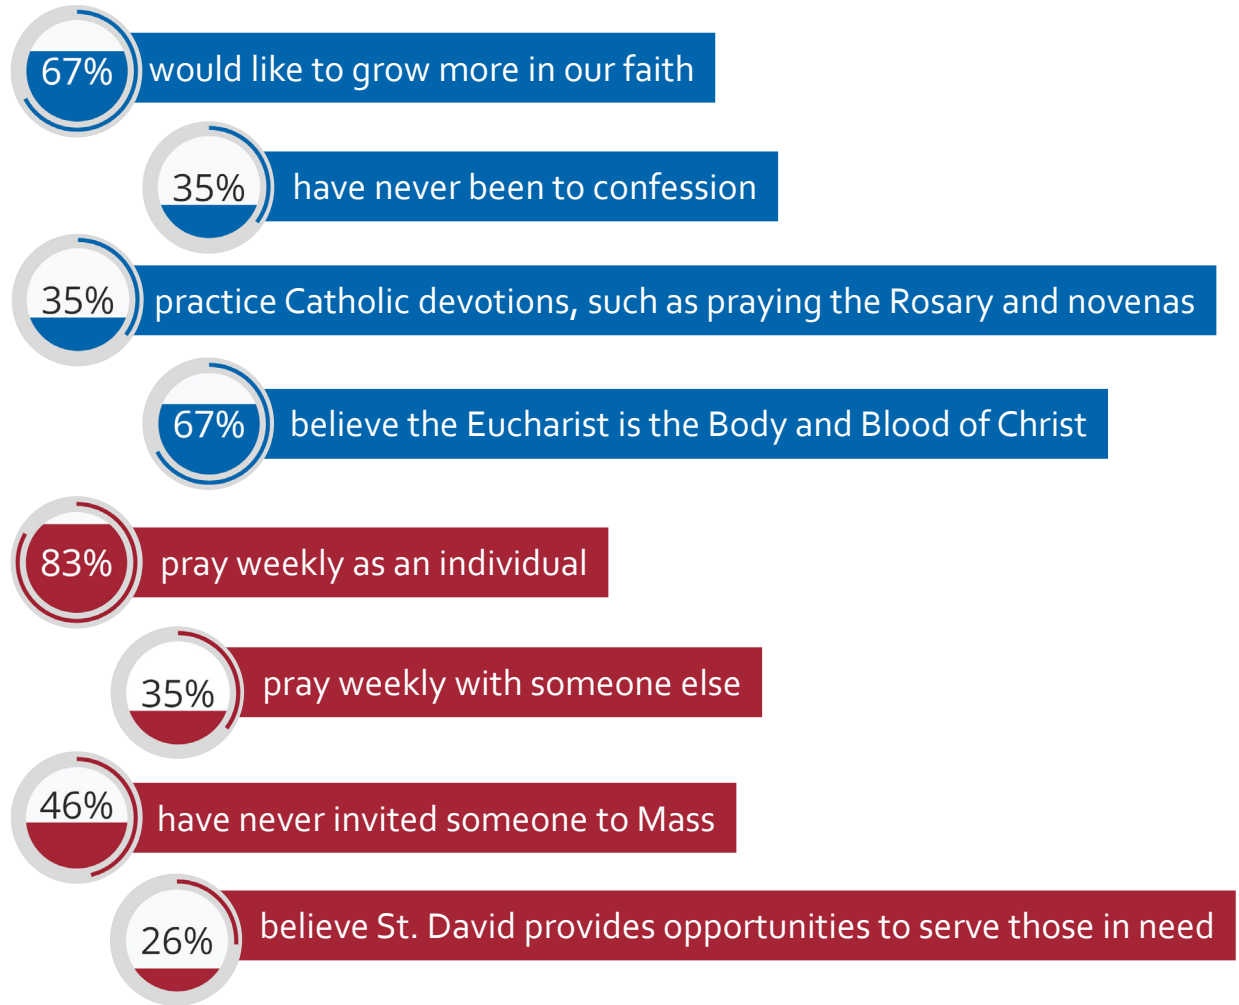 67% would like to grow more in our faith
35% have never been to confession
35% practice Catholic devotions, such as praying the Rosary and novenas
67% believe the Eucharist is the Body and Blood of Christ
83% pray weekly as an individual
35% pray weekly with someone else
46% have never invited someone to Mass
26% believe St. David provides opportunities to serve those in need